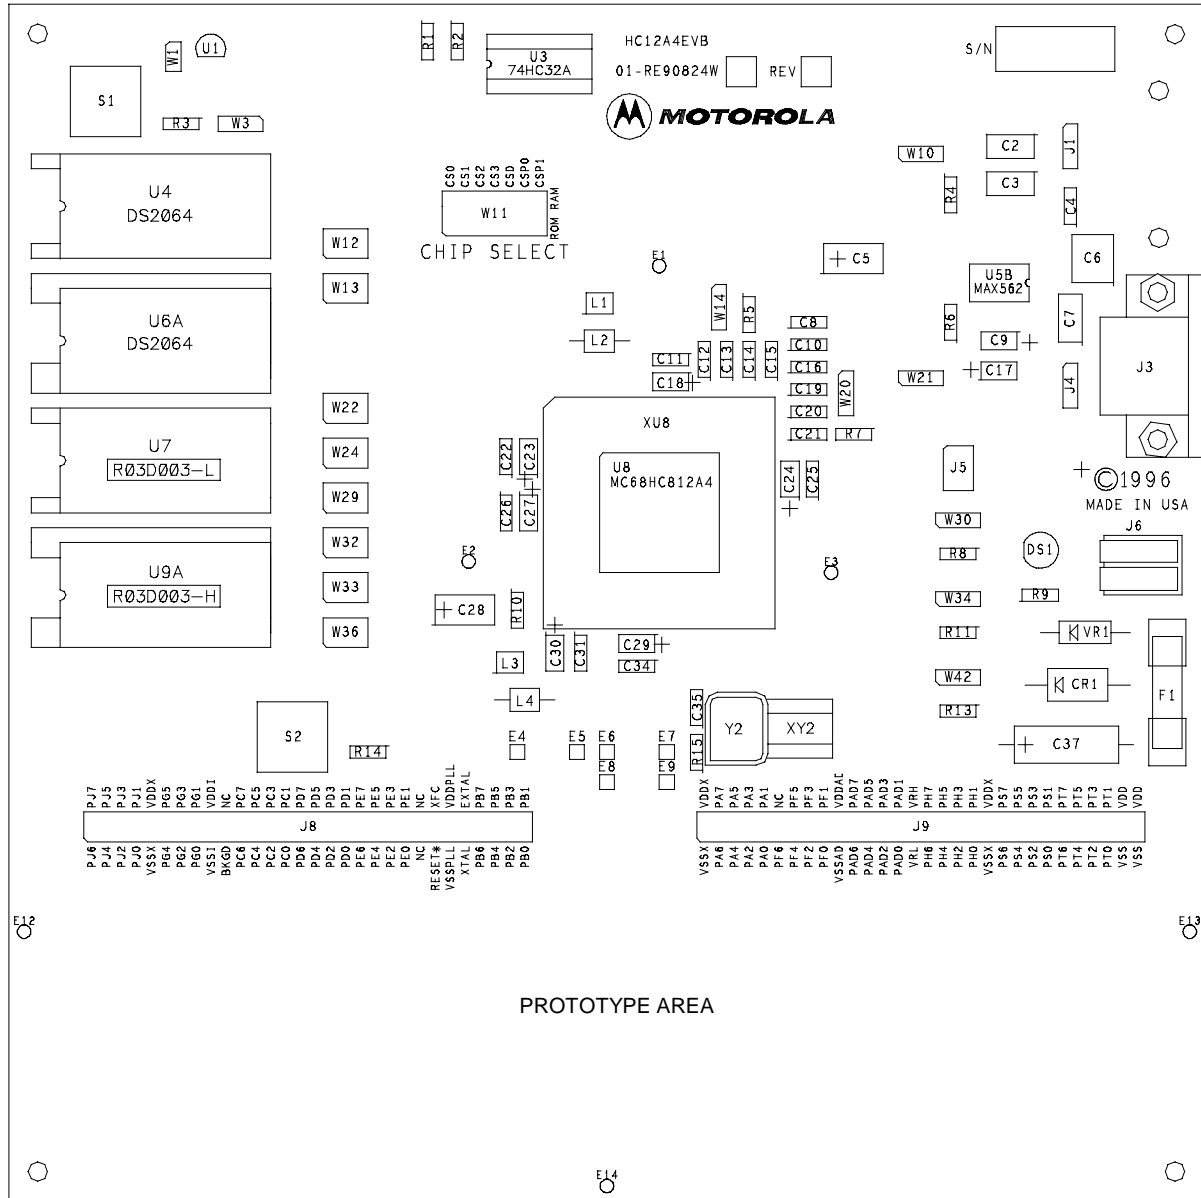 R1
R2
U3
74HC32A
HC12A4EVB
01-RE90824W
REV
S/N
MOTOROLA
W1
U1
S1
R3
W3
U4
DS2064
CS0
CS1
CS2
CS3
CSD
CSP0
CSP1
W11
ROM RAM
CHIP SELECT
W10
C2
J1
C3
R4
C4
W12
W13
E1
C5
C6
U5B
MAX562
U6A
DS2064
L1
L2
W14
R5
C8
C10
C16
C19
C20
C21
R7
W20
C11
C12
C13
C14
C15
C18
R6
C9
C7
C17
W21
J4
J3
W22
W24
W29
W32
W33
W36
U7
R03D003-L
U9A
R03D003-H
XU8
U8
MC68HC812A4
C22
C23
C26
C27
C24
C25
J5
©1996
MADE IN USA
W30
J6
R8
DS1
E2
E3
C28
R10
W34
R9
R11
VR1
C30
C31
C29
C34
L3
L4
W42
CR1
F1
R13
C37
S2
R14
E4
E5
E6
E7
E8
E9
C35
R15
Y2
XY2
PJ7 PJ5 PJ3 PJ1 VDDX PG5 PG3 PG1 VDDI NC PC7 PC5 PC3 PC1 PD7 PD5 PD3 PD1 PE7 PE5 PE3 PE1 NC XFC VDDPLL EXTAL PB7 PB5 PB3 PB1
J8
PJ6 PJ4 PJ2 PJ0 VSSX PG4 PG2 PG0 VSSI BKGD PC6 PC4 PC2 PC0 PD6 PD4 PD2 PD0 PE6 PE4 PE2 PE0 NC RESET* VSSPLL XTAL PB6 PB4 PB2 PB0
VDDX PA7 PA5 PA3 PA1 NC PF5 PF3 PF1 VDDAD PAD7 PAD5 PAD3 PAD1 VRH PH7 PH5 PH3 PH1 VDDX PS7 PS5 PS3 PS1 PT7 PT5 PT3 PT1 VDD VDD
J9
VSSX PA6 PA4 PA2 PA0 PF6 PF4 PF2 PF0 VSSAD PAD6 PAD4 PAD2 PAD0 VRL PH6 PH4 PH2 PH0 VSSX PS6 PS4 PS2 PS0 PT6 PT4 PT2 PT0 VSS VSS
E12
E13
PROTOTYPE AREA
E14